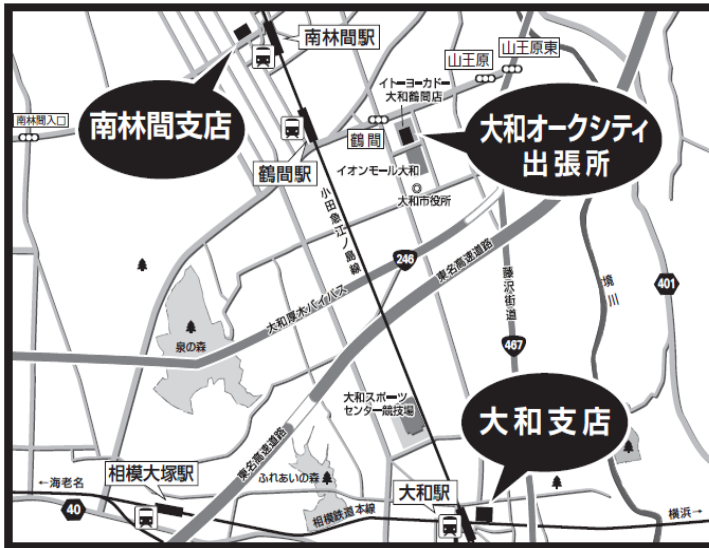 南林間駅
山王原東
山王原
イトーヨーカドー
大和鶴間店
南林間支店
南林間入口
鶴間
大和オークシティ
出張所
鶴間駅
イオンモール大和
大和市役所
小田急江ノ島線
246
東名高速道路
藤沢街道
境川
401
大和厚木バイパス
泉の森
467
大和スポーツ
センター競技場
大和支店
東名高速道路
相模大塚駅
ふれあいの森
大和駅
←海老名
40
相模鉄道本線
横浜→